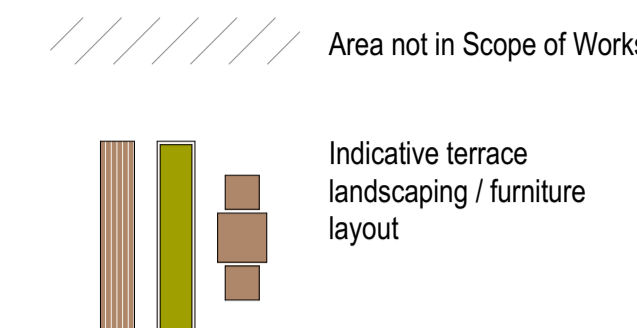 Area not in Scope of Works
Indicative terrace
landscaping / furniture
layout